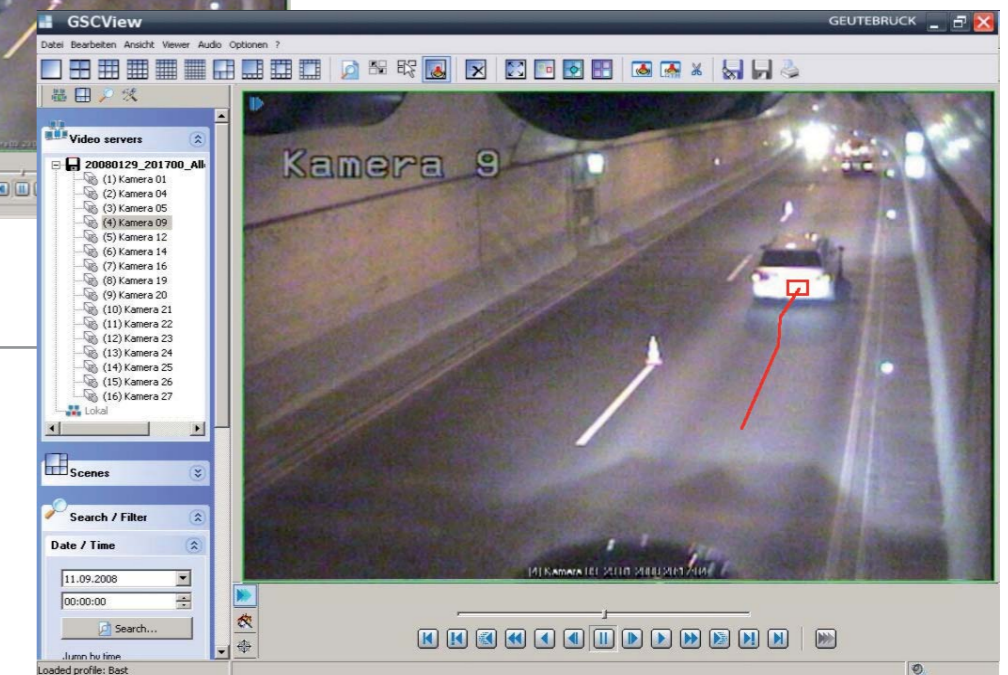 GSCView
GEUTEBRUCK
Datei Bearbeiten Ansicht Viewer Audio Optionen ?
Video servers
20080129_201700_All
(1) Kamera 01
(2) Kamera 04
(3) Kamera 05
(4) Kamera 09
(5) Kamera 12
(6) Kamera 14
(7) Kamera 16
(8) Kamera 19
(9) Kamera 20
(10) Kamera 21
(11) Kamera 22
(12) Kamera 23
(13) Kamera 24
(14) Kamera 25
(15) Kamera 26
(16) Kamera 27
Lokal
Scenes
Search / Filter
Date / Time
11.09.2008
00:00:00
Search...
Jump by time
Loaded profile: Bast
Kamera 9